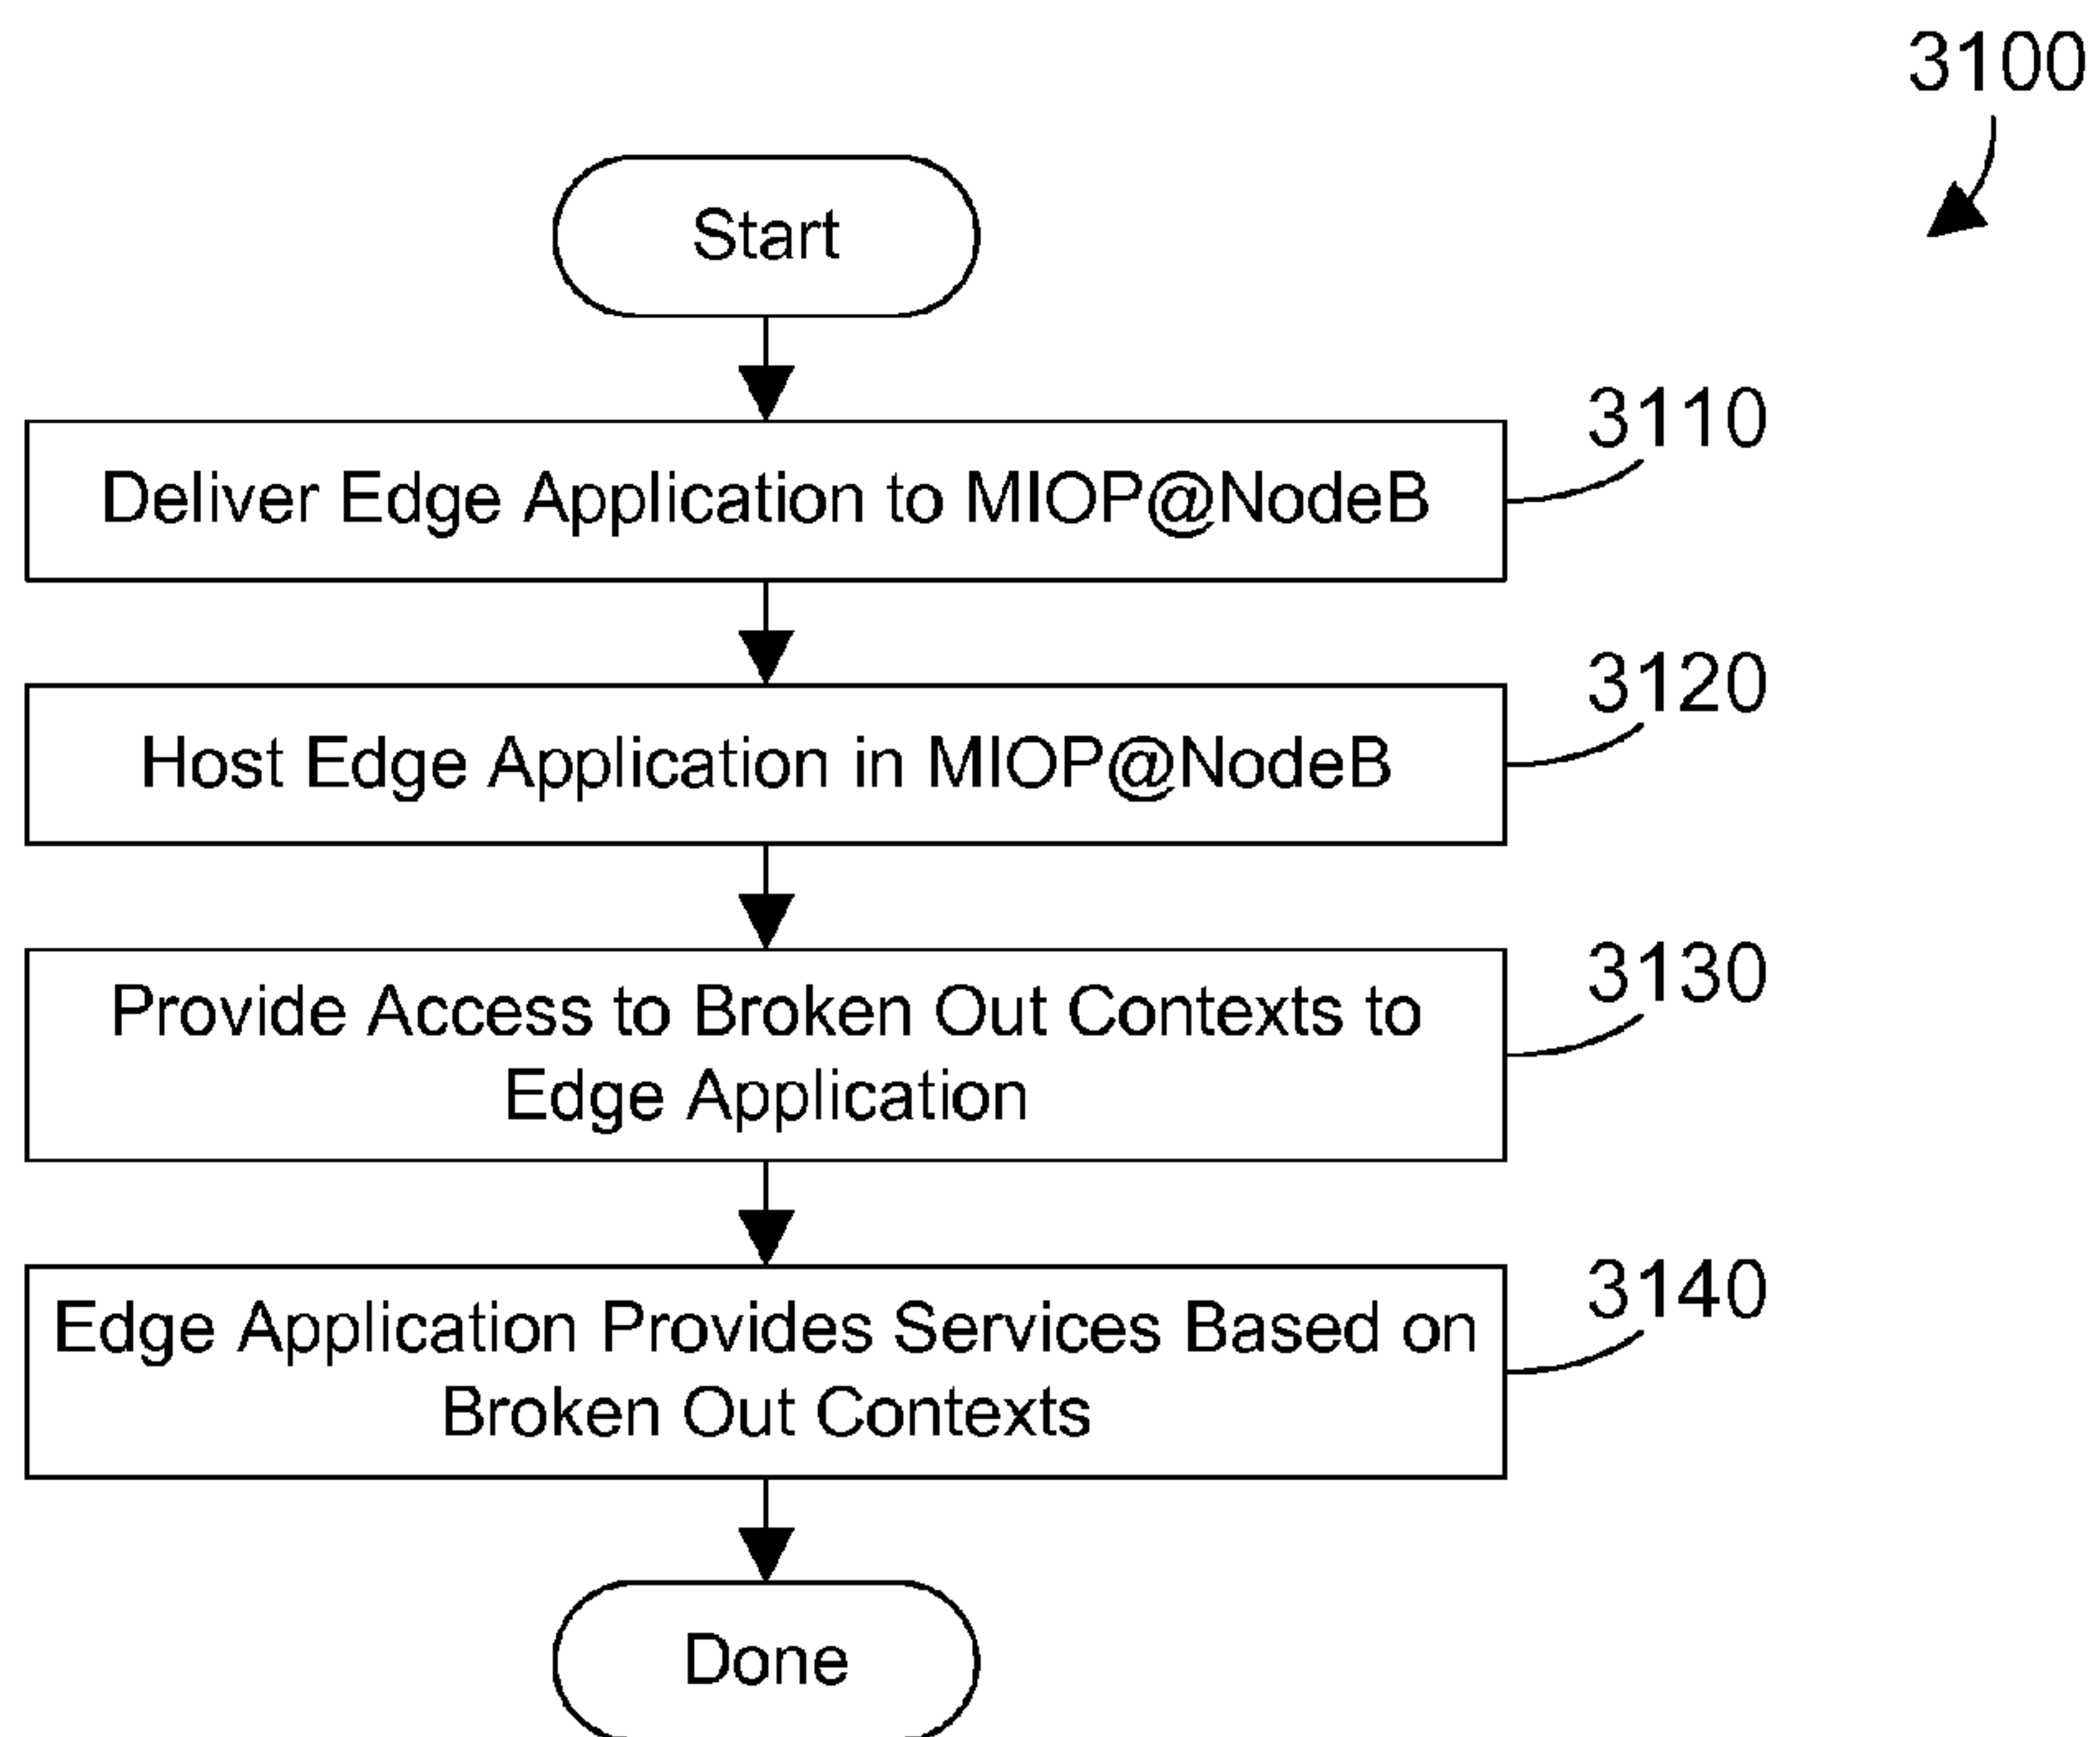 3100
Start
3110
Deliver Edge Application to MIOP@NodeB
3120
Host Edge Application in MIOP@NodeB
3130
Provide Access to Broken Out Contexts to
Edge Application
3140
Edge Application Provides Services Based on
Broken Out Contexts
Done